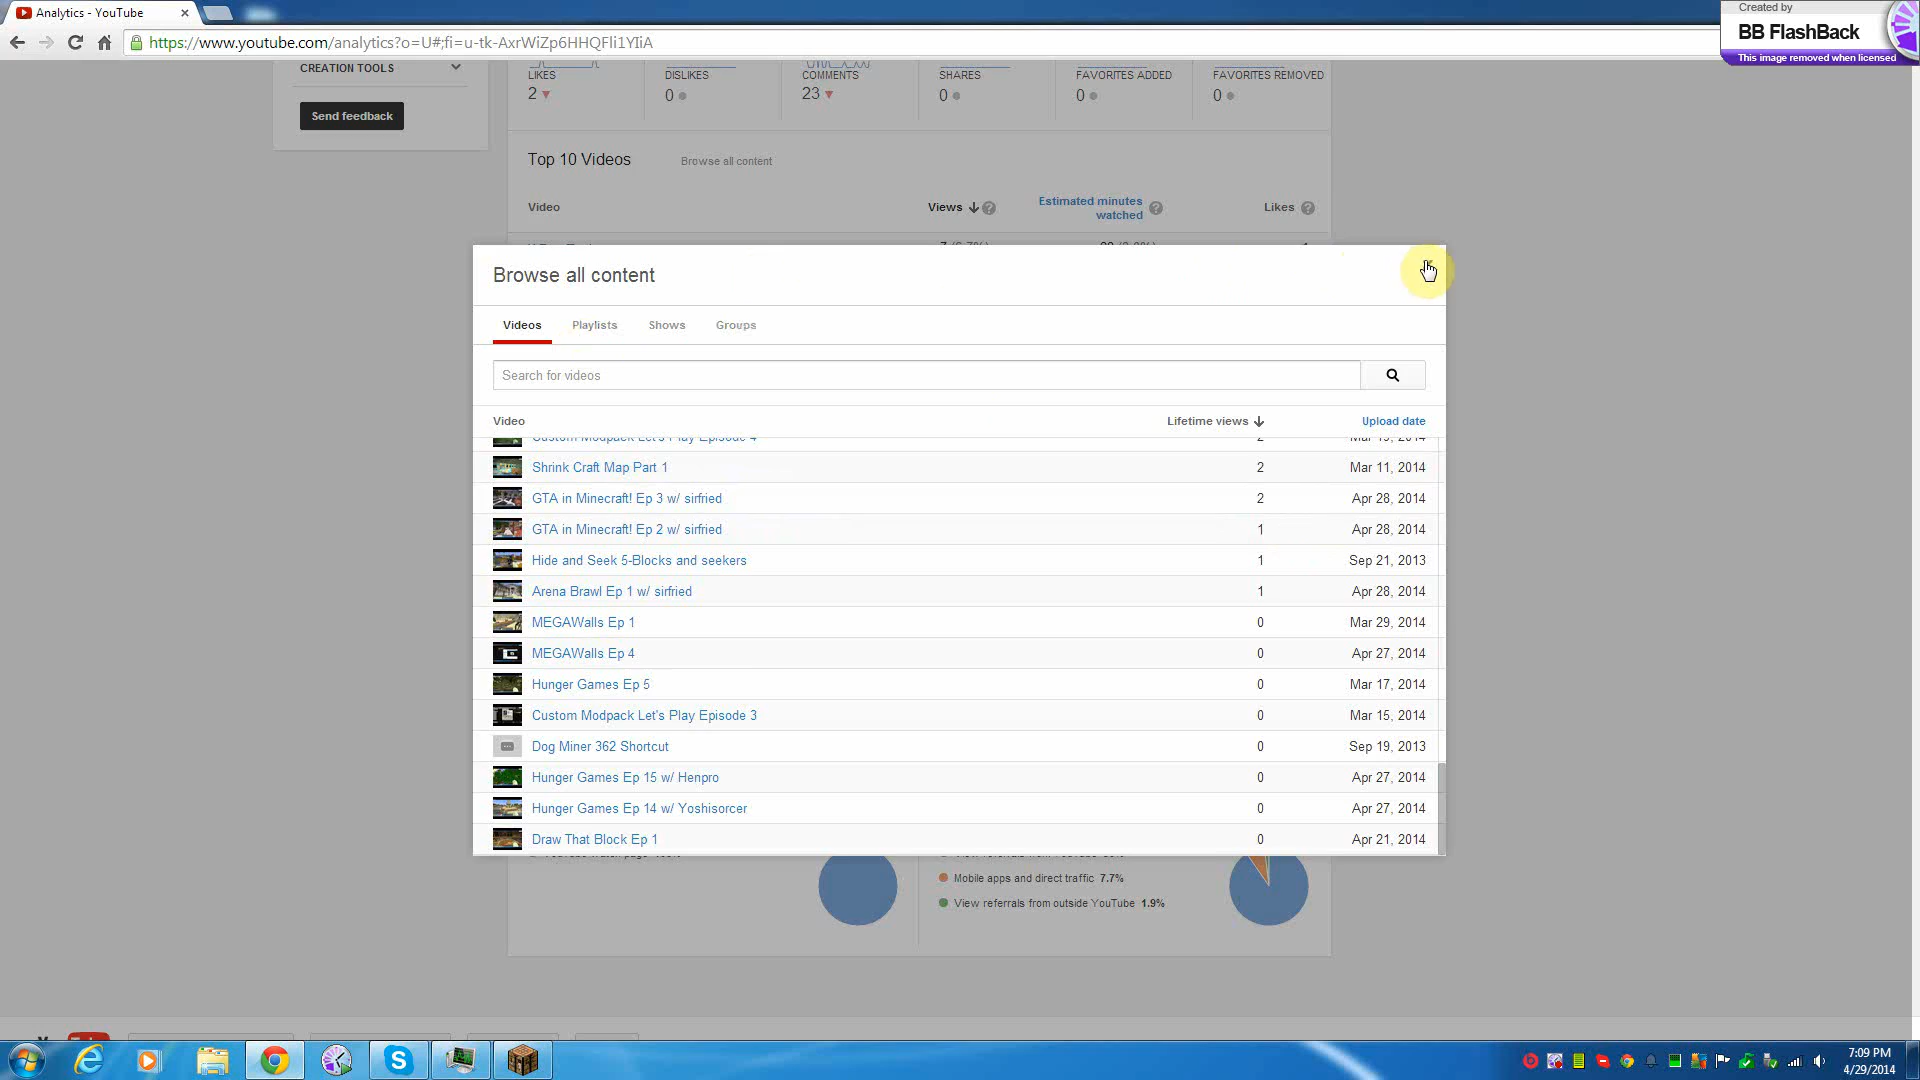 Analytics - YouTube
https://www.youtube.com/analytics?o=U#;fi=u-tk-AxrWiZp6HHQFli1YIiA
Created by
BB FlashBack
This image removed when licensed
CREATION TOOLS
Send feedback
LIKES DISLIKES COMMENTS SHARES FAVORITES ADDED FAVORITES REMOVED
2 0 23 0 0 0
Top 10 Videos Browse all content
Video Views Estimated minutes watched Likes
Browse all content
Videos Playlists Shows Groups
Search for videos
Video Lifetime views Upload date
Custom Modpack Let's Play Episode 4 2 Mar 19, 2014
Shrink Craft Map Part 1 2 Mar 11, 2014
GTA in Minecraft! Ep 3 w/ sirfried 2 Apr 28, 2014
GTA in Minecraft! Ep 2 w/ sirfried 1 Apr 28, 2014
Hide and Seek 5-Blocks and seekers 1 Sep 21, 2013
Arena Brawl Ep 1 w/ sirfried 1 Apr 28, 2014
MEGAWalls Ep 1 0 Mar 29, 2014
MEGAWalls Ep 4 0 Apr 27, 2014
Hunger Games Ep 5 0 Mar 17, 2014
Custom Modpack Let's Play Episode 3 0 Mar 15, 2014
Dog Miner 362 Shortcut 0 Sep 19, 2013
Hunger Games Ep 15 w/ Henpro 0 Apr 27, 2014
Hunger Games Ep 14 w/ Yoshisorcer 0 Apr 27, 2014
Draw That Block Ep 1 0 Apr 21, 2014
Mobile apps and direct traffic 7.7%
View referrals from outside YouTube 1.9%
7:09 PM
4/29/2014